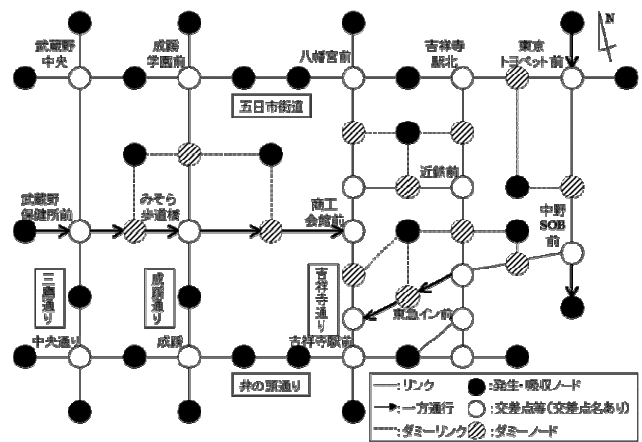 N
武蔵野
中央
成蹊
学園前
八幡宮前
吉祥寺
駅北
東京
トヨペット前
五日市街道
近鉄前
武蔵野
保健所前
みそら
歩道橋
商工
会館前
中野
SOB
前
三鷹通り
成蹊通り
吉祥寺通り
東急イン前
中央通り
成蹊
吉祥寺駅前
井の頭通り
:リンク
:発生・吸収ノード
:一方通行
:交差点等(交差点名あり)
:ダミーリンク
:ダミーノード